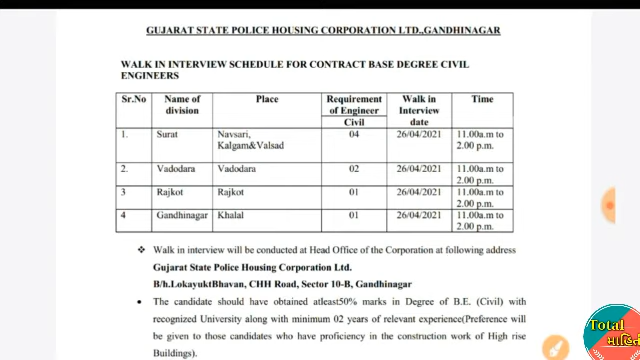 GUJARAT STATE POLICE HOUSING CORPORATION LTD.,GANDHINAGAR
WALK IN INTERVIEW SCHEDULE FOR CONTRACT BASE DEGREE CIVIL
ENGINEERS
Sr.No Name of division Place Requirement of Engineer Civil Walk in Interview date Time
1. Surat Navsari, Kalgam&Valsad 04 26/04/2021 11.00a.m to 2.00 p.m.
2. Vadodara Vadodara 02 26/04/2021 11.00a.m to 2.00 p.m.
3 Rajkot Rajkot 01 26/04/2021 11.00a.m to 2.00 p.m.
4 Gandhinagar Khalal 01 26/04/2021 11.00a.m to 2.00 p.m.
❖ Walk in interview will be conducted at Head Office of the Corporation at following address
Gujarat State Police Housing Corporation Ltd.
B/h.LokayuktBhavan, CHH Road, Sector 10-B, Gandhinagar
• The candidate should have obtained atleast50% marks in Degree of B.E. (Civil) with
recognized University along with minimum 02 years of relevant experience(Preference will
be given to those candidates who have proficiency in the construction work of High rise
Buildings).
Total
માહિતી